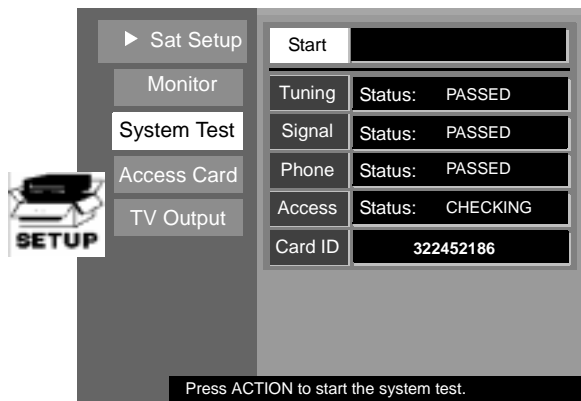 Sat Setup
Monitor
System Test
Access Card
TV Output
SETUP
Start
Tuning Status: PASSED
Signal Status: PASSED
Phone Status: PASSED
Access Status: CHECKING
Card ID 322452186
Press ACTION to start the system test.